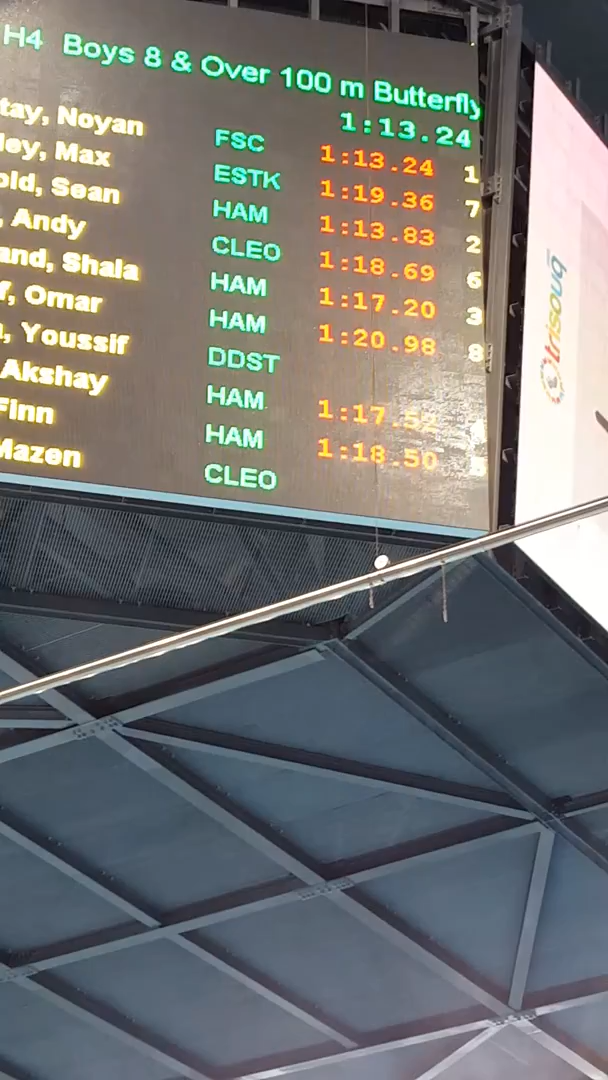 H4 Boys 8 & Over 100 m Butterfly
1:13.24
tay, Noyan FSC 1:13.24 1
ley, Max ESTK 1:19.36 7
old, Sean HAM 1:13.83 2
, Andy CLEO 1:18.69 6
and, Shala HAM 1:17.20 3
f, Omar HAM 1:20.98 8
, Youssif DDST
Akshay HAM 1:17.52
Finn HAM 1:18.50
Mazen CLEO
trisouq